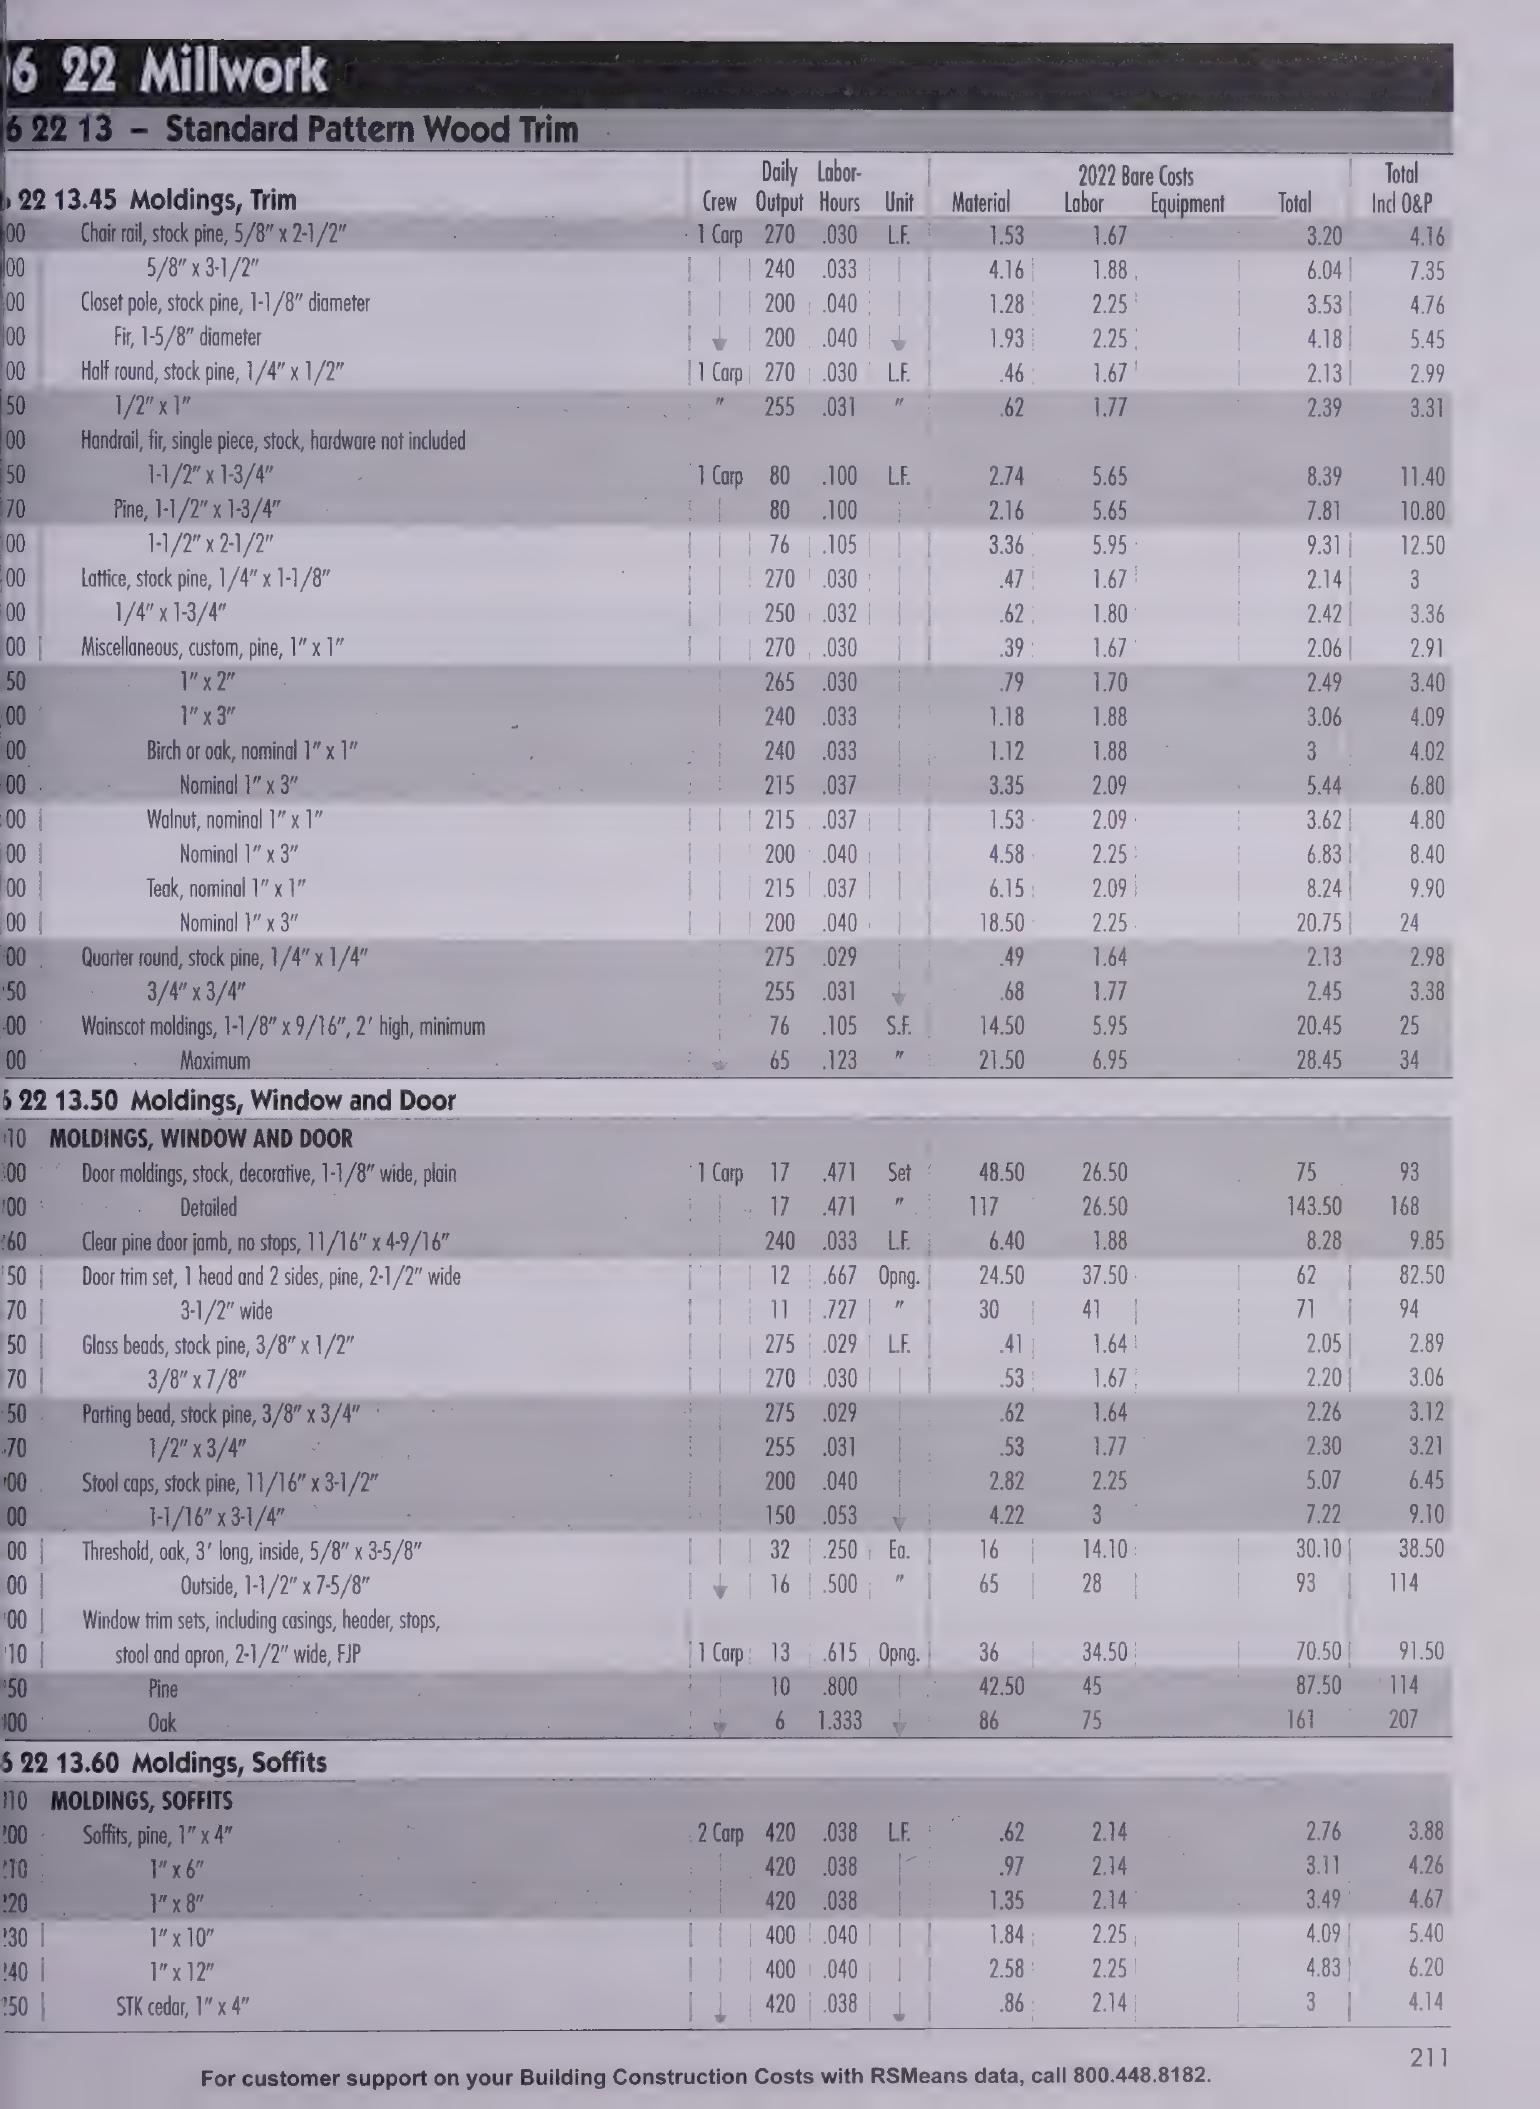 6 22 Millwork
6 22 13 – Standard Pattern Wood Trim
22 13.45 Moldings, Trim Crew Daily Output Labor-Hours Unit Material 2022 Bare Costs Labor Equipment Total Total Incl O&P
00 Chair rail, stock pine, 5/8" x 2-1/2" 1 Carp 270 .030 L.F. 1.53 1.67 3.20 4.16
00 5/8" x 3-1/2" 240 .033 4.16 1.88 6.04 7.35
00 Closet pole, stock pine, 1-1/8" diameter 200 .040 1.28 2.25 3.53 4.76
00 Fir, 1-5/8" diameter 200 .040 1.93 2.25 4.18 5.45
00 Half round, stock pine, 1/4" x 1/2" 1 Carp 270 .030 L.F. .46 1.67 2.13 2.99
50 1/2" x 1" " 255 .031 " .62 1.77 2.39 3.31
00 Handrail, fir, single piece, stock, hardware not included
50 1-1/2" x 1-3/4" 1 Carp 80 .100 L.F. 2.74 5.65 8.39 11.40
70 Pine, 1-1/2" x 1-3/4" 80 .100 2.16 5.65 7.81 10.80
00 1-1/2" x 2-1/2" 76 .105 3.36 5.95 9.31 12.50
00 Lattice, stock pine, 1/4" x 1-1/8" 270 .030 .47 1.67 2.14 3
00 1/4" x 1-3/4" 250 .032 .62 1.80 2.42 3.36
00 Miscellaneous, custom, pine, 1" x 1" 270 .030 .39 1.67 2.06 2.91
50 1" x 2" 265 .030 .79 1.70 2.49 3.40
00 1" x 3" 240 .033 1.18 1.88 3.06 4.09
00 Birch or oak, nominal 1" x 1" 240 .033 1.12 1.88 3 4.02
00 Nominal 1" x 3" 215 .037 3.35 2.09 5.44 6.80
00 Walnut, nominal 1" x 1" 215 .037 1.53 2.09 3.62 4.80
00 Nominal 1" x 3" 200 .040 4.58 2.25 6.83 8.40
00 Teak, nominal 1" x 1" 215 .037 6.15 2.09 8.24 9.90
00 Nominal 1" x 3" 200 .040 18.50 2.25 20.75 24
00 Quarter round, stock pine, 1/4" x 1/4" 275 .029 .49 1.64 2.13 2.98
50 3/4" x 3/4" 255 .031 .68 1.77 2.45 3.38
00 Wainscot moldings, 1-1/8" x 9/16", 2' high, minimum 76 .105 S.F. 14.50 5.95 20.45 25
00 Maximum 65 .123 " 21.50 6.95 28.45 34
6 22 13.50 Moldings, Window and Door
10 MOLDINGS, WINDOW AND DOOR
00 Door moldings, stock, decorative, 1-1/8" wide, plain 1 Carp 17 .471 Set 48.50 26.50 75 93
00 Detailed 17 .471 " 117 26.50 143.50 168
60 Clear pine door jamb, no stops, 11/16" x 4-9/16" 240 .033 L.F. 6.40 1.88 8.28 9.85
50 Door trim set, 1 head and 2 sides, pine, 2-1/2" wide 12 .667 Opng. 24.50 37.50 62 82.50
70 3-1/2" wide 11 .727 " 30 41 71 94
50 Glass beads, stock pine, 3/8" x 1/2" 275 .029 L.F. .41 1.64 2.05 2.89
70 3/8" x 7/8" 270 .030 .53 1.67 2.20 3.06
50 Parting bead, stock pine, 3/8" x 3/4" 275 .029 .62 1.64 2.26 3.12
70 1/2" x 3/4" 255 .031 .53 1.77 2.30 3.21
00 Stool caps, stock pine, 11/16" x 3-1/2" 200 .040 2.82 2.25 5.07 6.45
00 1-1/16" x 3-1/4" 150 .053 4.22 3 7.22 9.10
00 Threshold, oak, 3' long, inside, 5/8" x 3-5/8" 32 .250 Ea. 16 14.10 30.10 38.50
00 Outside, 1-1/2" x 7-5/8" 16 .500 " 65 28 93 114
00 Window trim sets, including casings, header, stops,
10 stool and apron, 2-1/2" wide, FJP 1 Carp 13 .615 Opng. 36 34.50 70.50 91.50
50 Pine 10 .800 42.50 45 87.50 114
00 Oak 6 1.333 86 75 161 207
6 22 13.60 Moldings, Soffits
10 MOLDINGS, SOFFITS
00 Soffits, pine, 1" x 4" 2 Carp 420 .038 L.F. .62 2.14 2.76 3.88
10 1" x 6" 420 .038 .97 2.14 3.11 4.26
20 1" x 8" 420 .038 1.35 2.14 3.49 4.67
30 1" x 10" 400 .040 1.84 2.25 4.09 5.40
40 1" x 12" 400 .040 2.58 2.25 4.83 6.20
50 STK cedar, 1" x 4" 420 .038 .86 2.14 3 4.14
For customer support on your Building Construction Costs with RSMeans data, call 800.448.8182.
211